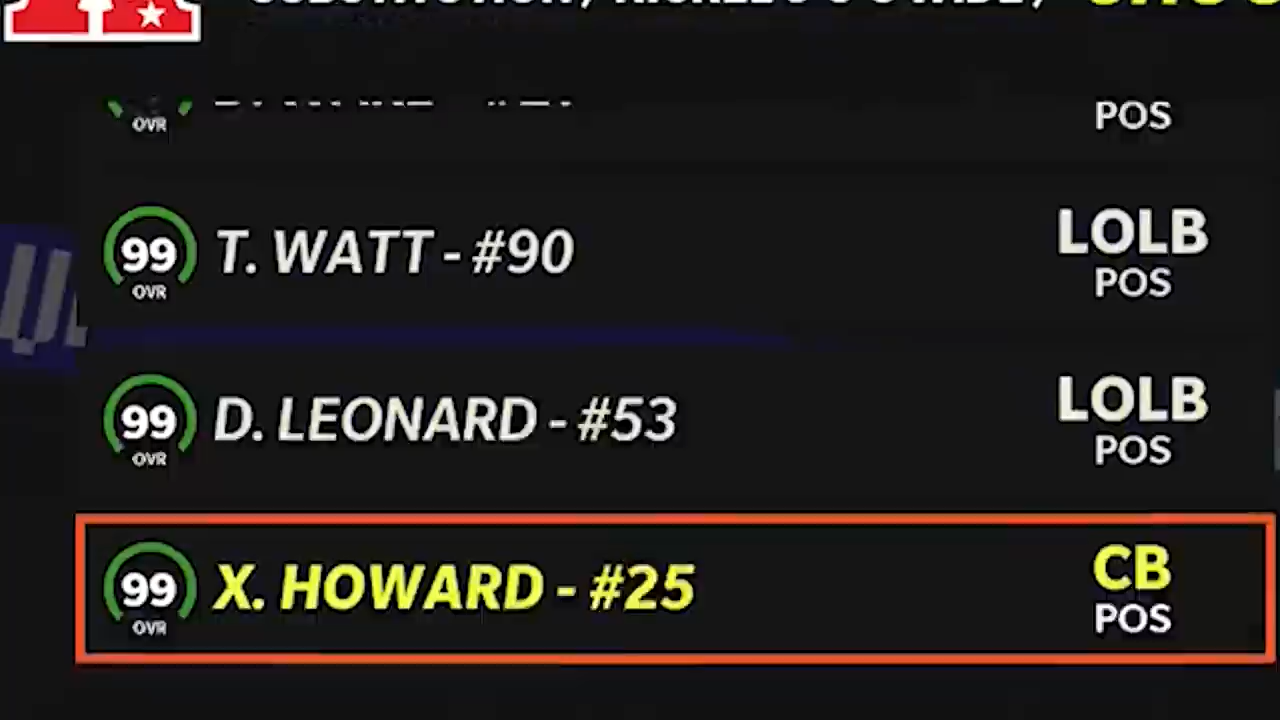 OVR
POS
99 OVR T. WATT - #90 LOLB POS
99 OVR D. LEONARD - #53 LOLB POS
99 OVR X. HOWARD - #25 CB POS